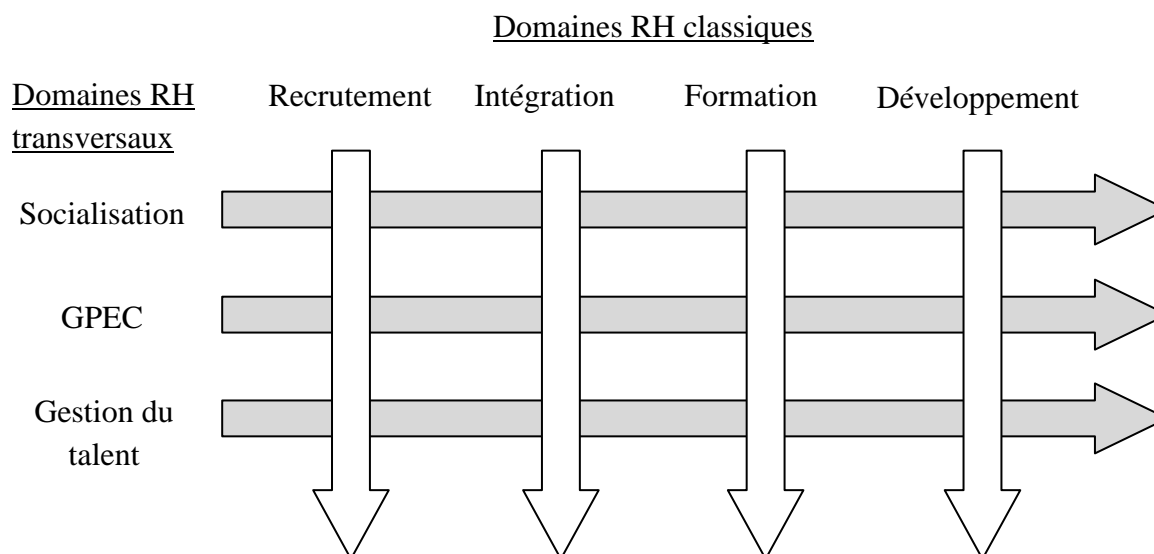 Domaines RH classiques
Domaines RH
transversaux
Recrutement Intégration Formation Développement
Socialisation
GPEC
Gestion du
talent